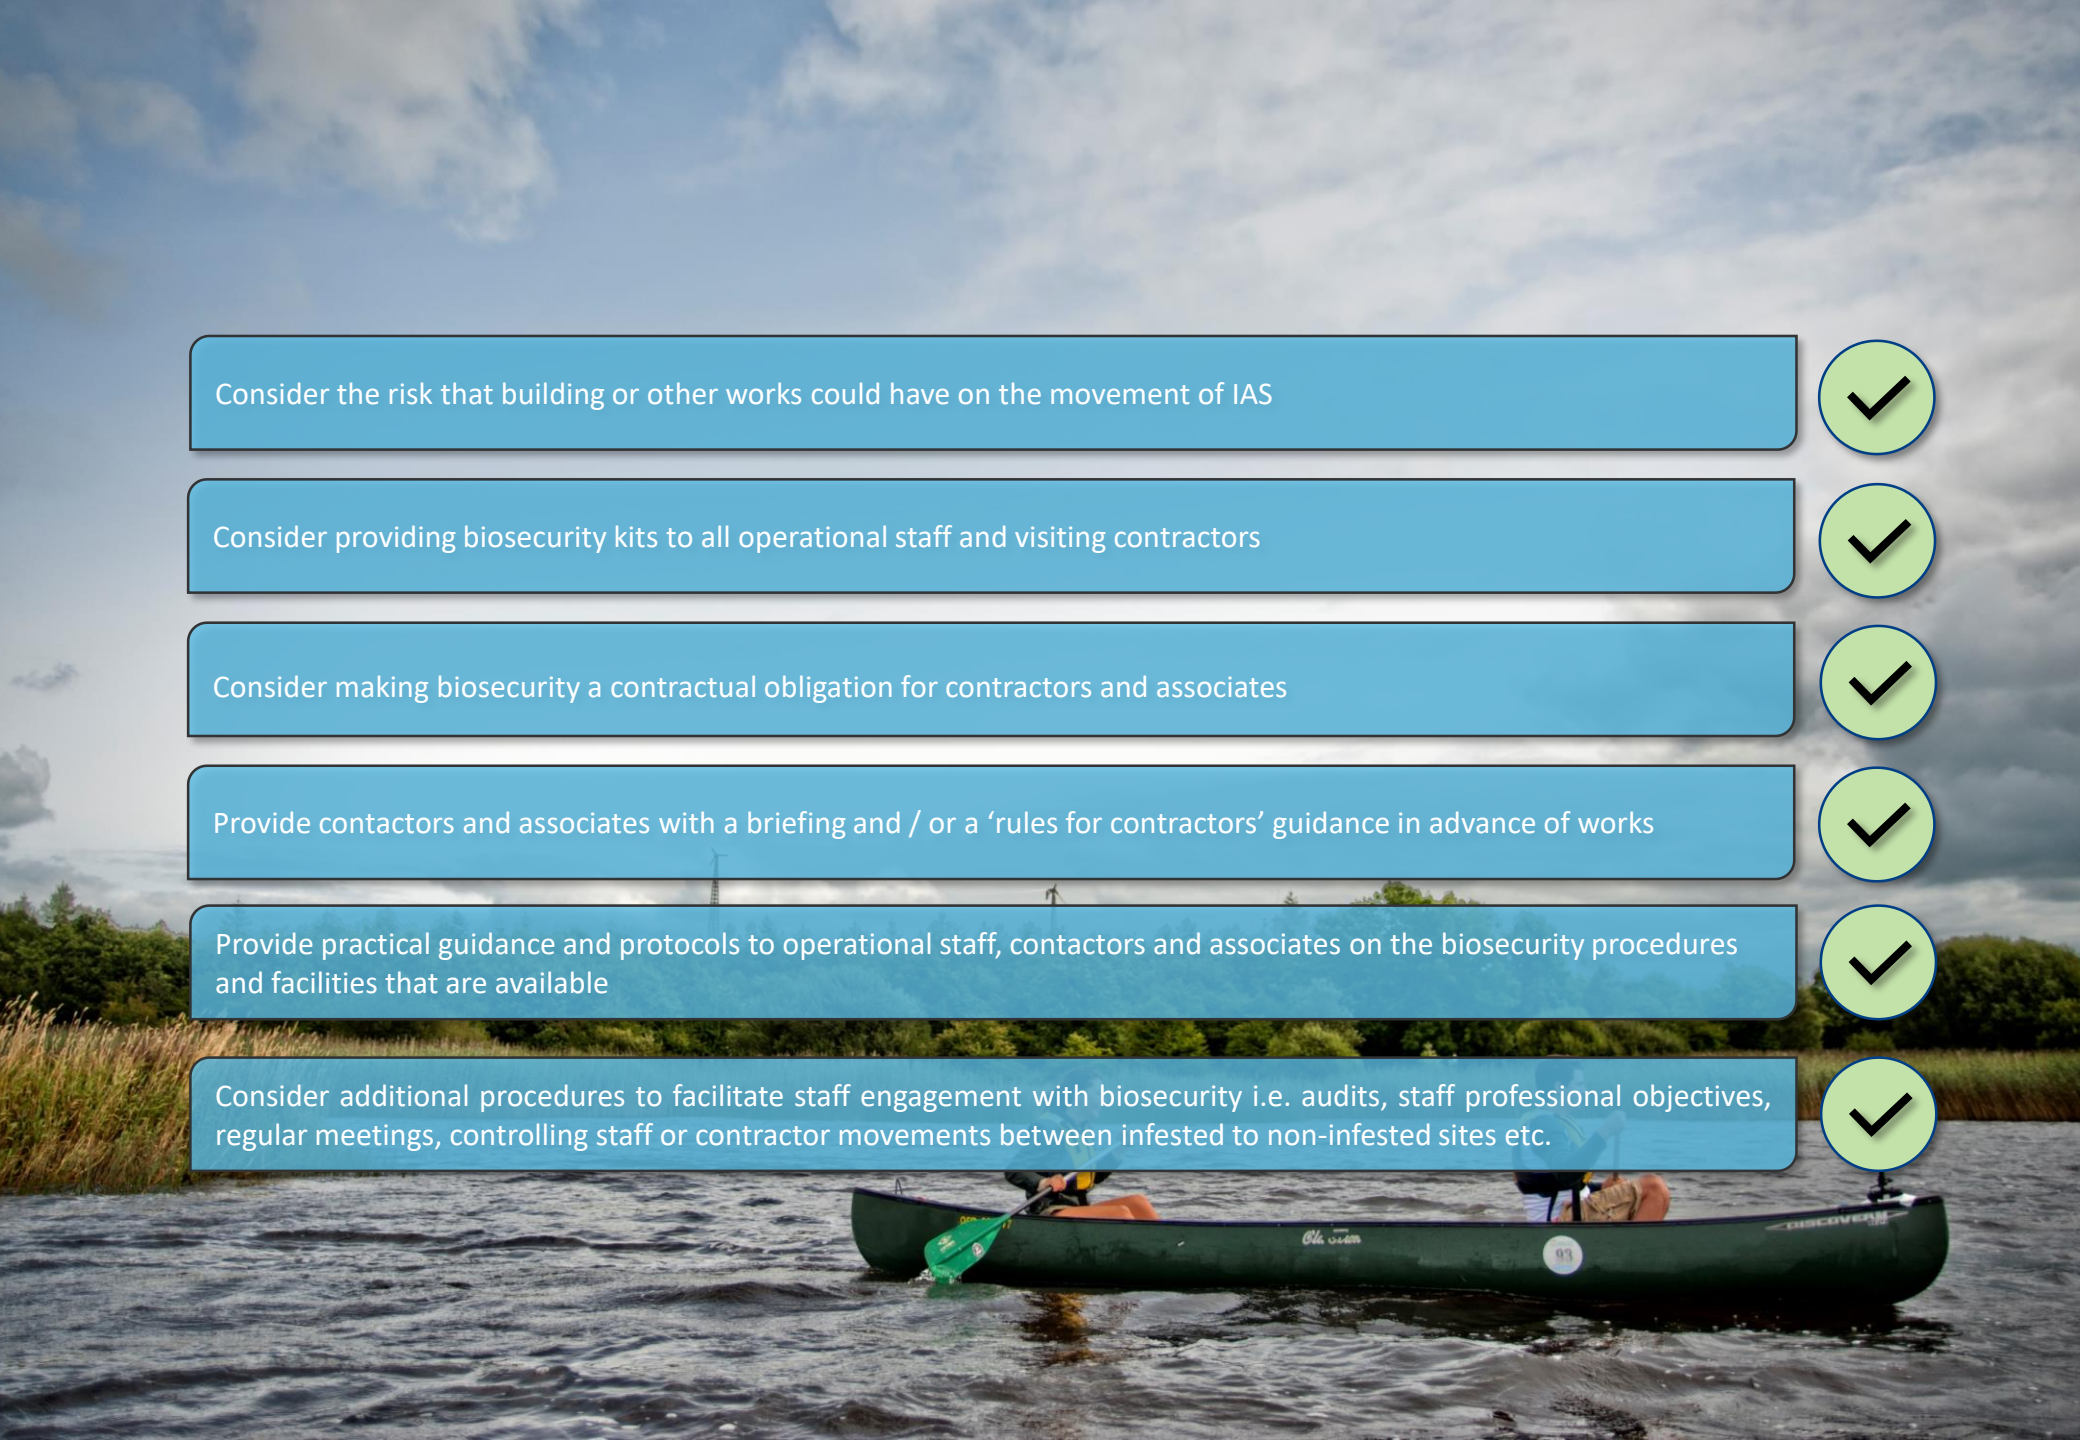 Consider the risk that building or other works could have on the movement of IAS
Consider providing biosecurity kits to all operational staff and visiting contractors
Consider making biosecurity a contractual obligation for contractors and associates
Provide contactors and associates with a briefing and / or a ‘rules for contractors’ guidance in advance of works
Provide practical guidance and protocols to operational staff, contactors and associates on the biosecurity procedures
and facilities that are available
Consider additional procedures to facilitate staff engagement with biosecurity i.e. audits, staff professional objectives,
regular meetings, controlling staff or contractor movements between infested to non-infested sites etc.
DISCOVERY
93